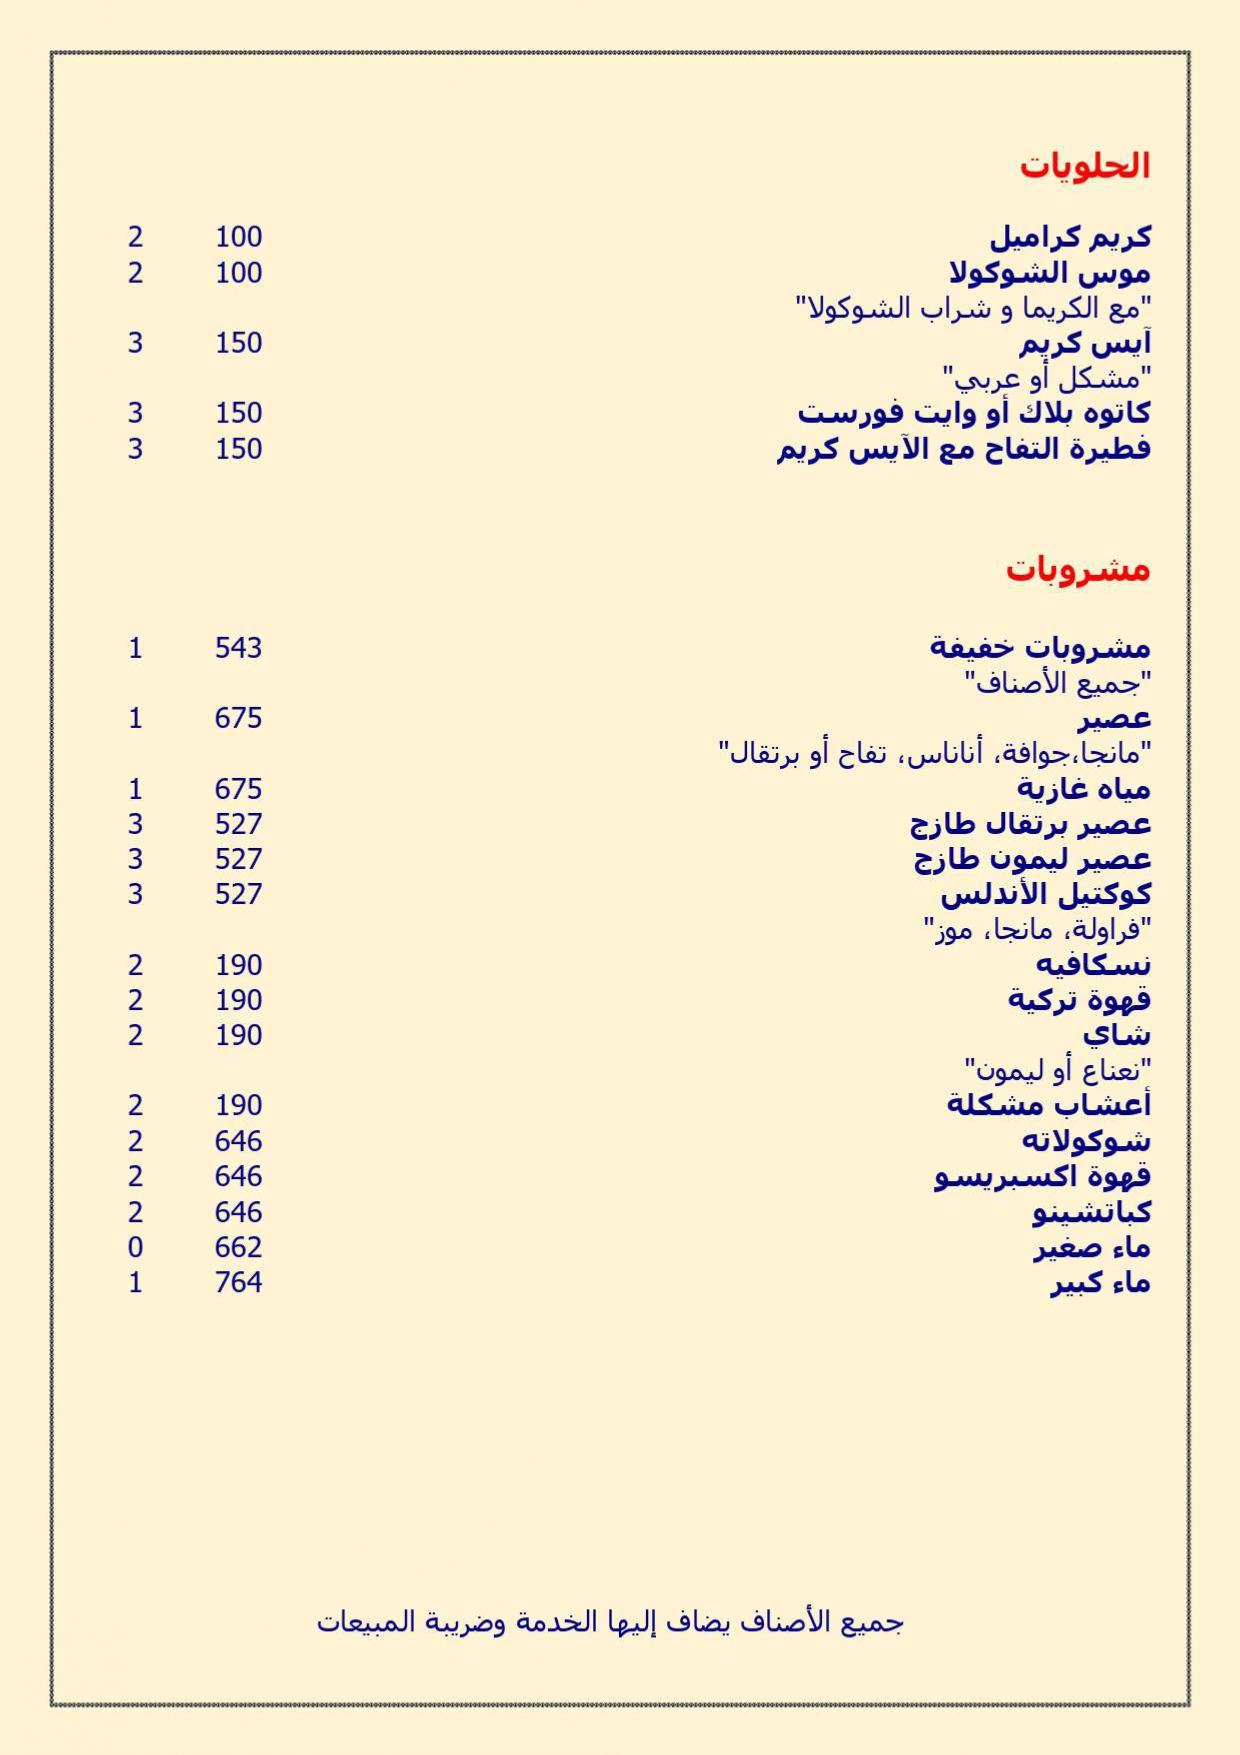 الحلويات
كريم كراميل 100 2
موس الشوكولا 100 2
"مع الكريما و شراب الشوكولا"
آيس كريم 150 3
"مشكل أو عربي"
كاتوه بلاك أو وايت فورست 150 3
فطيرة التفاح مع الآيس كريم 150 3
مشروبات
مشروبات خفيفة 543 1
"جميع الأصناف"
عصير 675 1
"مانجا،جوافة، أناناس، تفاح أو برتقال"
مياه غازية 675 1
عصير برتقال طازج 527 3
عصير ليمون طازج 527 3
كوكتيل الأندلس 527 3
"فراولة، مانجا، موز"
نسكافيه 190 2
قهوة تركية 190 2
شاي 190 2
"نعناع أو ليمون"
أعشاب مشكلة 190 2
شوكولاته 646 2
قهوة اكسبريسو 646 2
كباتشينو 646 2
ماء صغير 662 0
ماء كبير 764 1
جميع الأصناف يضاف إليها الخدمة وضريبة المبيعات